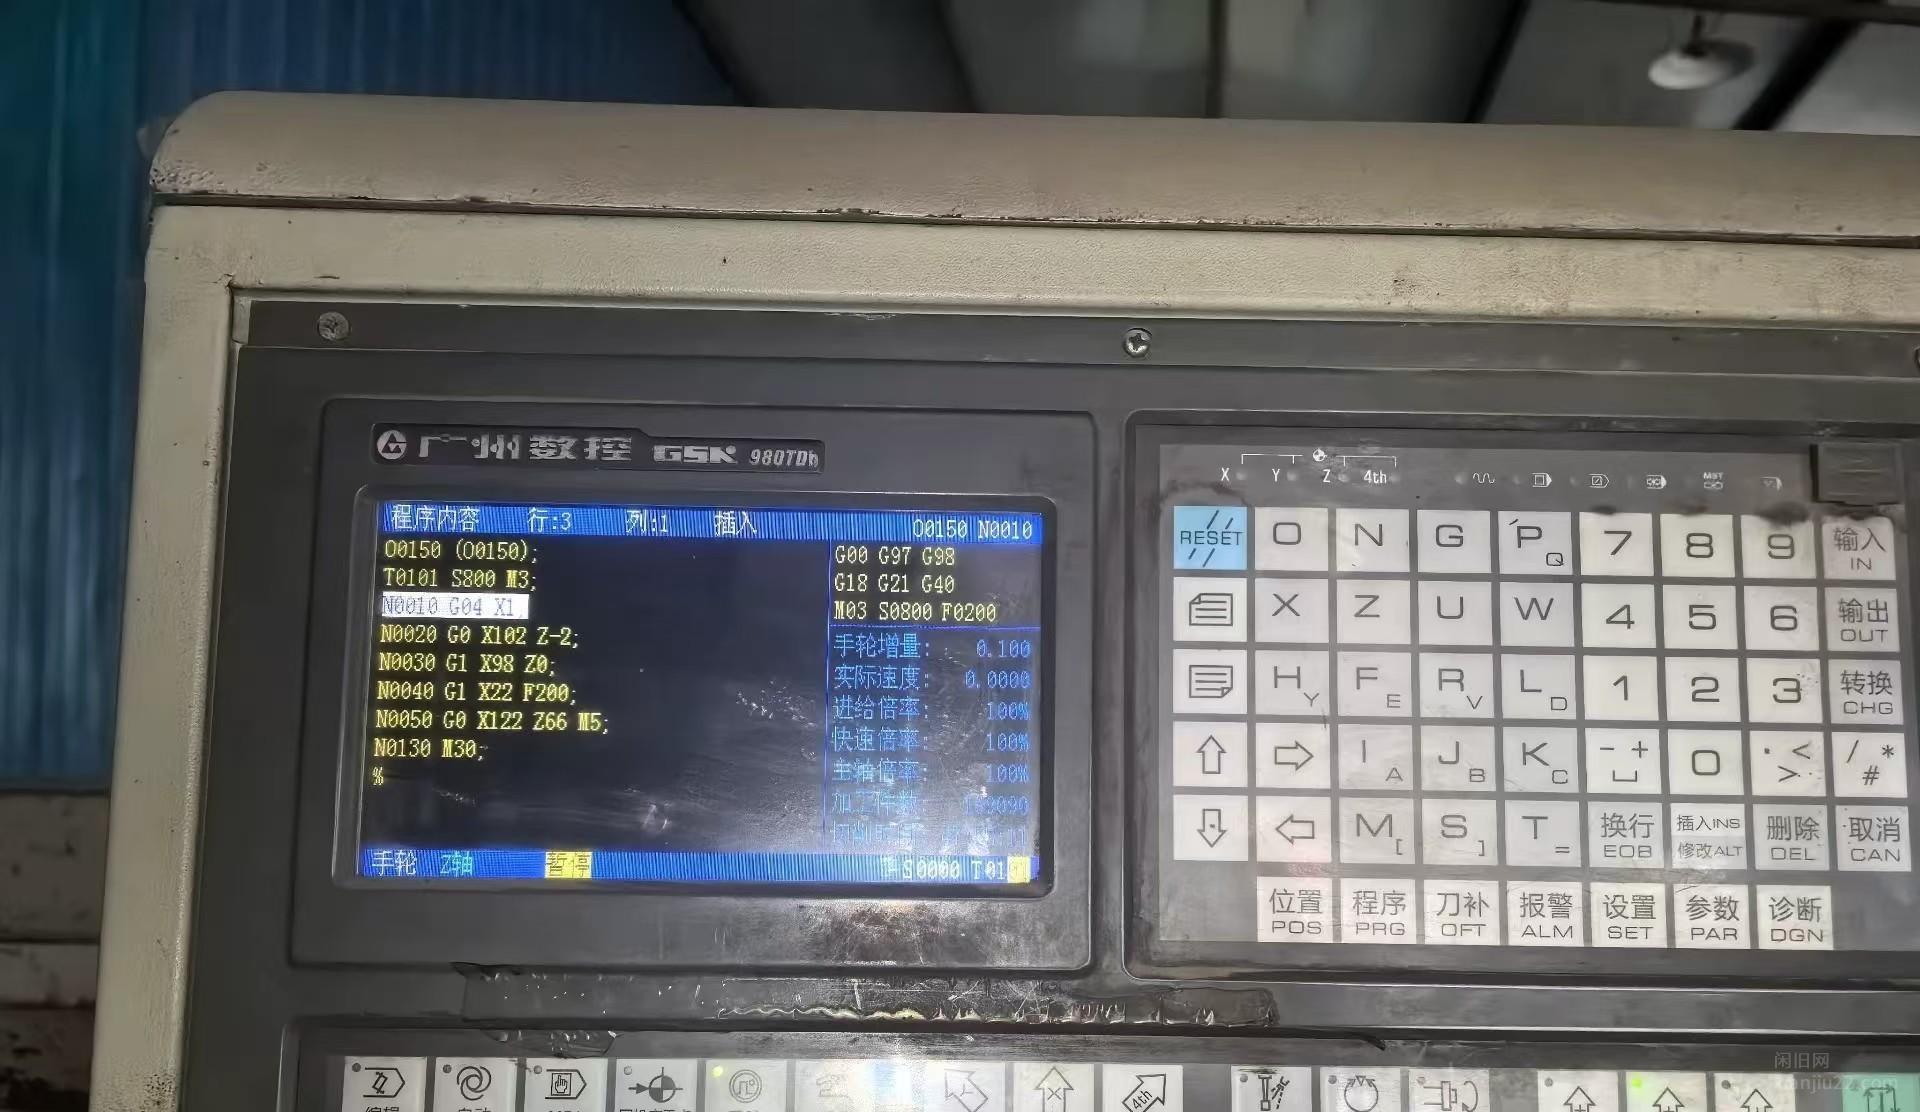 广州数控 GSK 980TDb
程序内容 行:3 列:1 插入 O0150 N0010
O0150 (O0150);
T0101 S800 M3;
N0010 G04 X1;
N0020 G0 X102 Z-2;
N0030 G1 X98 Z0;
N0040 G1 X22 F200;
N0050 G0 X122 Z66 M5;
N0130 M30;
%
G00 G97 G98
G18 G21 G40
M03 S0800 F0200
手轮增量: 0.100
实际速度: 0.0000
进给倍率: 100%
快速倍率: 100%
主轴倍率: 100%
加工件数:
手轮 Z轴 暂停 S0000 T01
X Y Z 4th
MST
RESET O N G P Q 7 8 9 输入 IN
X Z U W 4 5 6 输出 OUT
H Y F E R V L D 1 2 3 转换 CHG
I A J B K C - + 0 . < > / * #
M [ S ] T = 换行 EOB 插入INS 修改ALT 删除 DEL 取消 CAN
位置 POS 程序 PRG 刀补 OFT 报警 ALM 设置 SET 参数 PAR 诊断 DGN
X 4th
闲旧网
xianjiu22.com